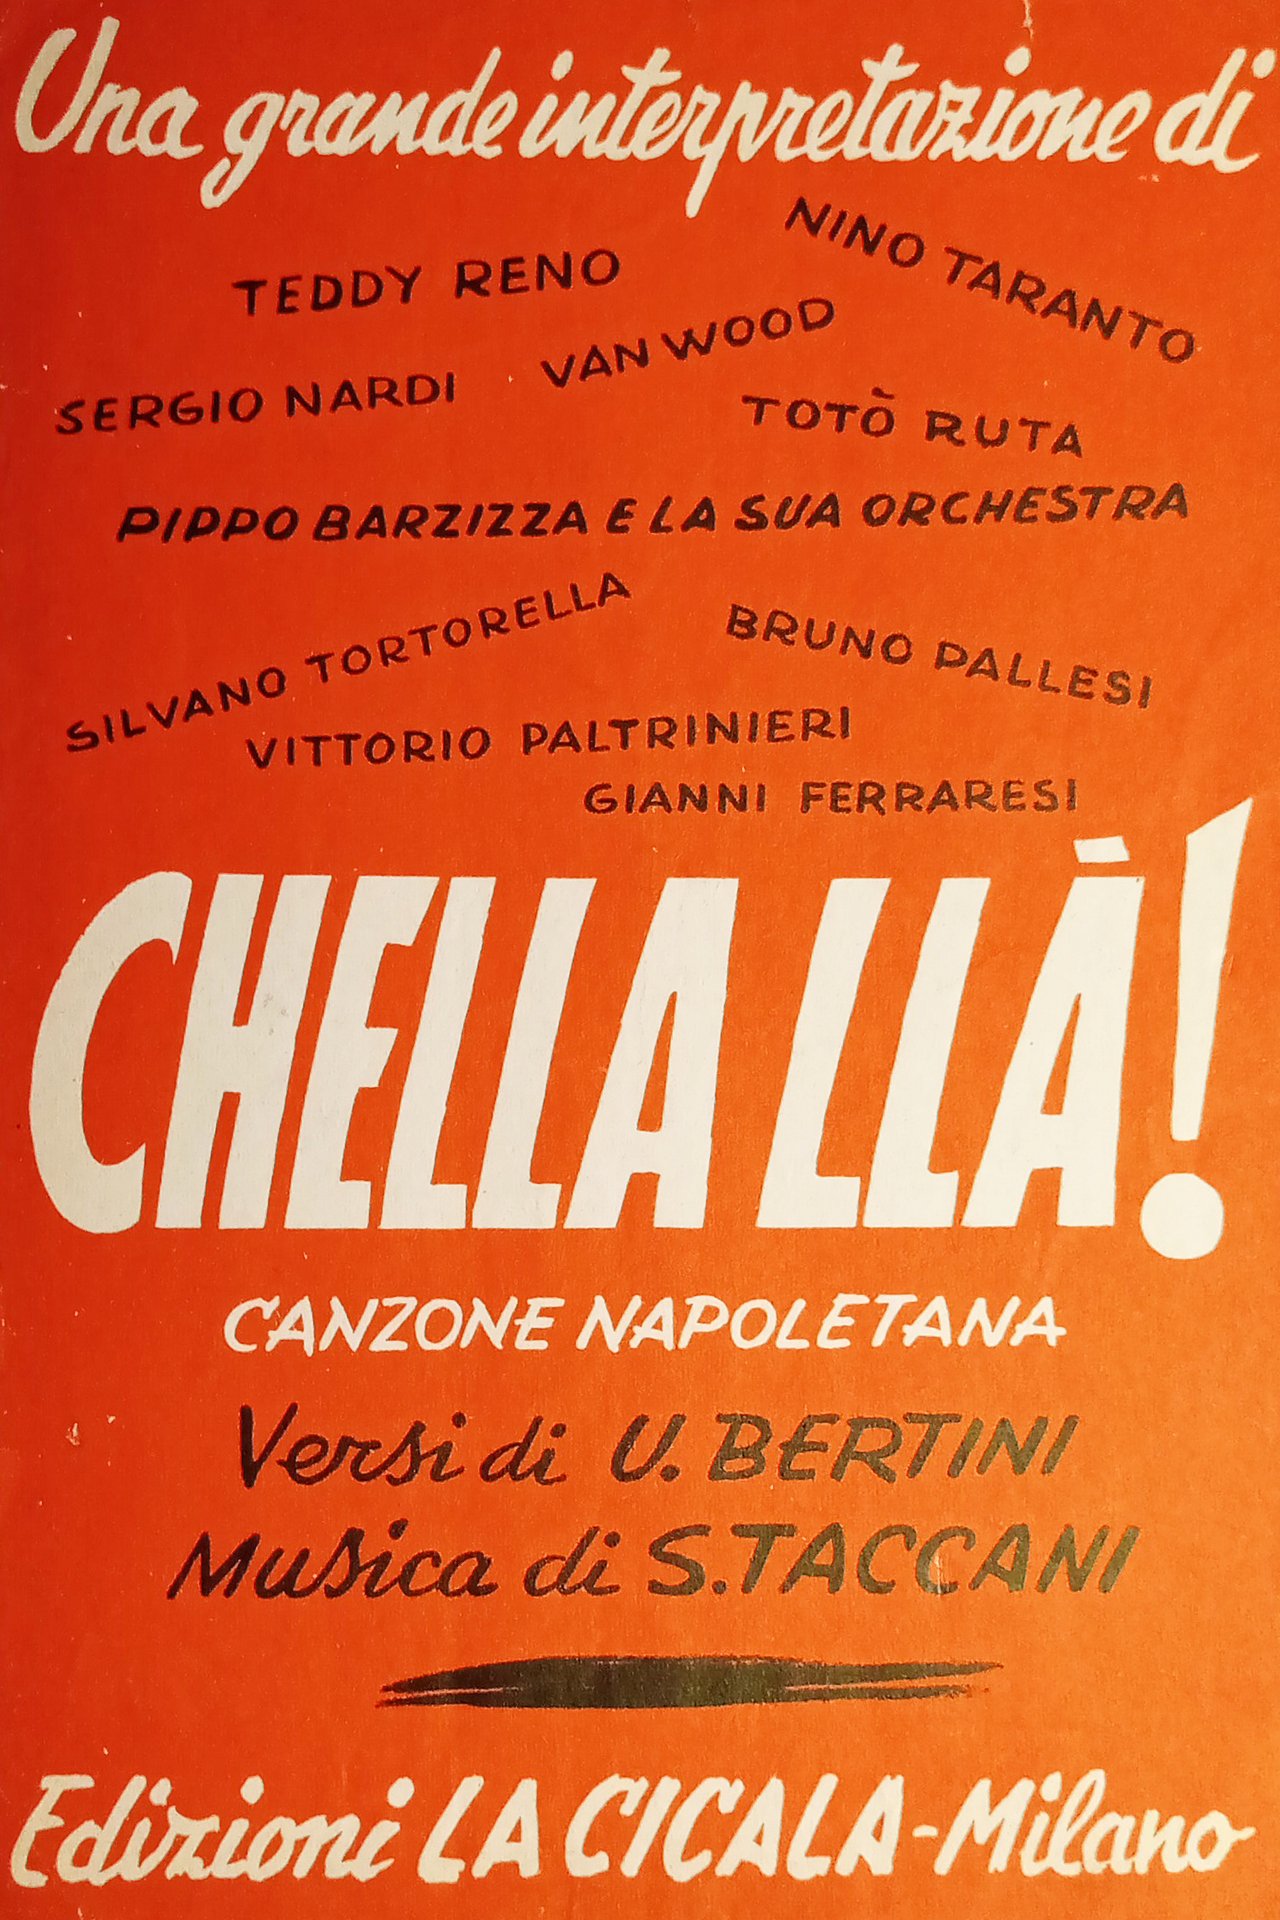 Una grande interpretazione di
NINO TARANTO
TEDDY RENO
VAN WOOD
SERGIO NARDI
TOTÒ RUTA
PIPPO BARZIZZA E LA SUA ORCHESTRA
SILVANO TORTORELLA
BRUNO PALLESI
VITTORIO PALTRINIERI
GIANNI FERRARESI
CHELLA LLÀ!
CANZONE NAPOLETANA
Versi di U. BERTINI
Musica di S. TACCANI
Edizioni LA CICALA - Milano